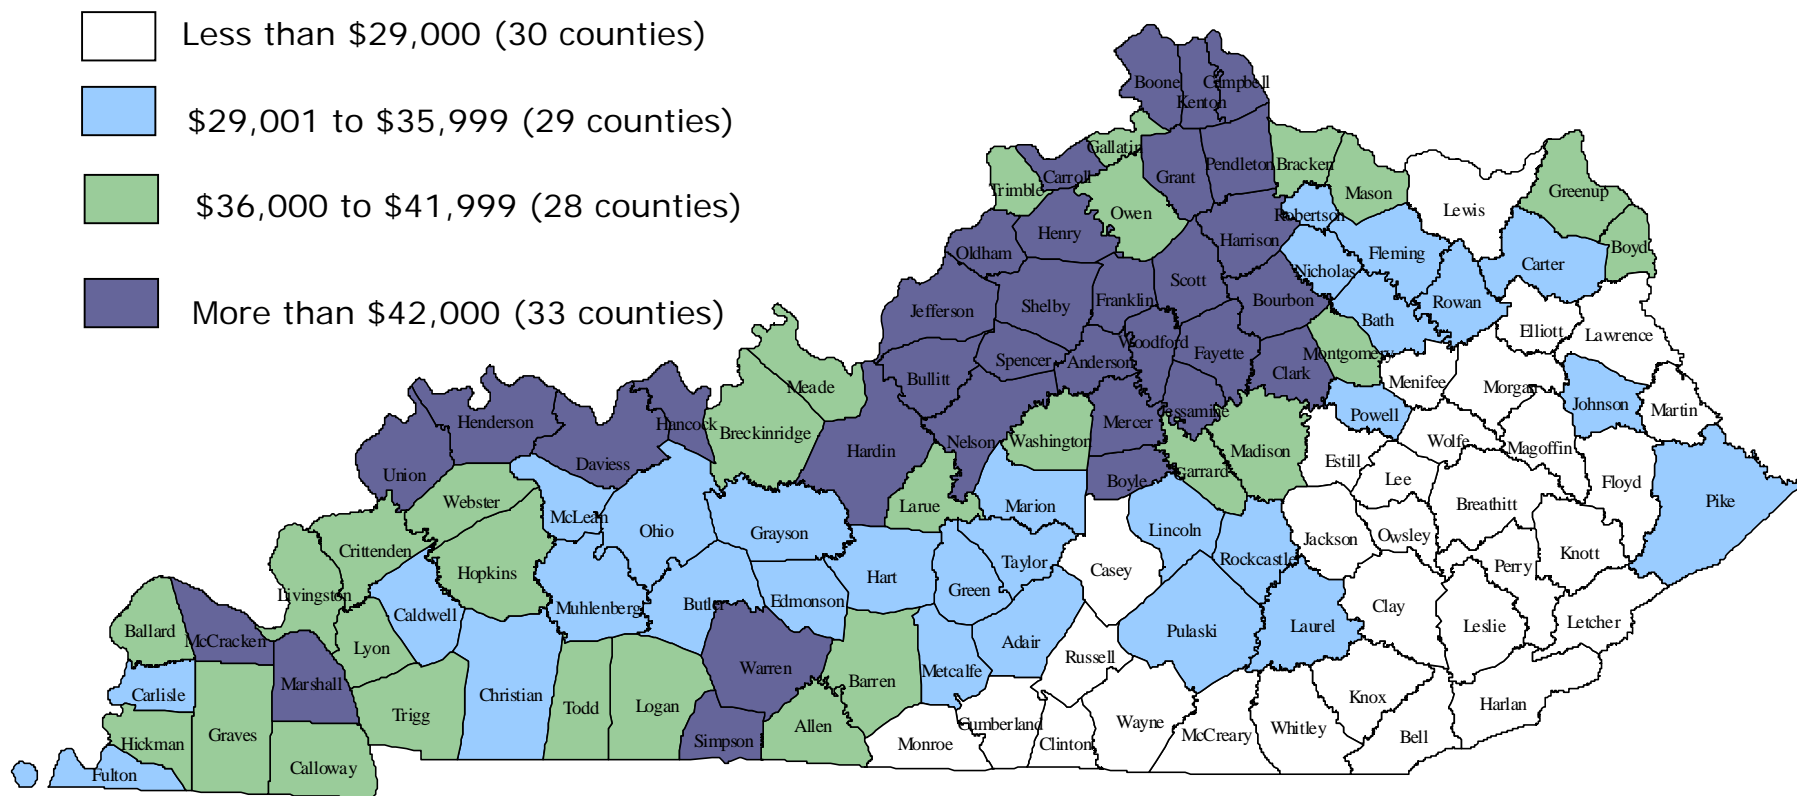 Less than $29,000 (30 counties)
$29,001 to $35,999 (29 counties)
$36,000 to $41,999 (28 counties)
More than $42,000 (33 counties)
Boone
Campbell
Kenton
Gallatin
Carroll
Trimble
Grant
Pendleton
Bracken
Mason
Greenup
Owen
Robertson
Lewis
Henry
Harrison
Oldham
Fleming
Boyd
Nicholas
Carter
Scott
Jefferson
Shelby
Franklin
Bourbon
Rowan
Bath
Elliott
Lawrence
Woodford
Spencer
Anderson
Fayette
Montgomery
Bullitt
Clark
Menifee
Morgan
Meade
Johnson
Martin
Powell
Jessamine
Henderson
Hancock
Breckinridge
Mercer
Nelson
Washington
Wolfe
Magoffin
Hardin
Madison
Daviess
Estill
Union
Garrard
Boyle
Lee
Floyd
Webster
Larue
Marion
Breathitt
Pike
McLean
Ohio
Grayson
Lincoln
Jackson
Owsley
Crittenden
Knott
Rockcastle
Taylor
Perry
Hopkins
Hart
Casey
Green
Livingston
Edmonson
Butler
Muhlenberg
Caldwell
Clay
Letcher
Ballard
McCracken
Pulaski
Laurel
Leslie
Lyon
Adair
Russell
Warren
Metcalfe
Marshall
Barren
Carlisle
Christian
Knox
Todd
Logan
Harlan
Trigg
Allen
Cumberland
Wayne
Whitley
Graves
McCreary
Bell
Hickman
Simpson
Monroe
Clinton
Calloway
Fulton